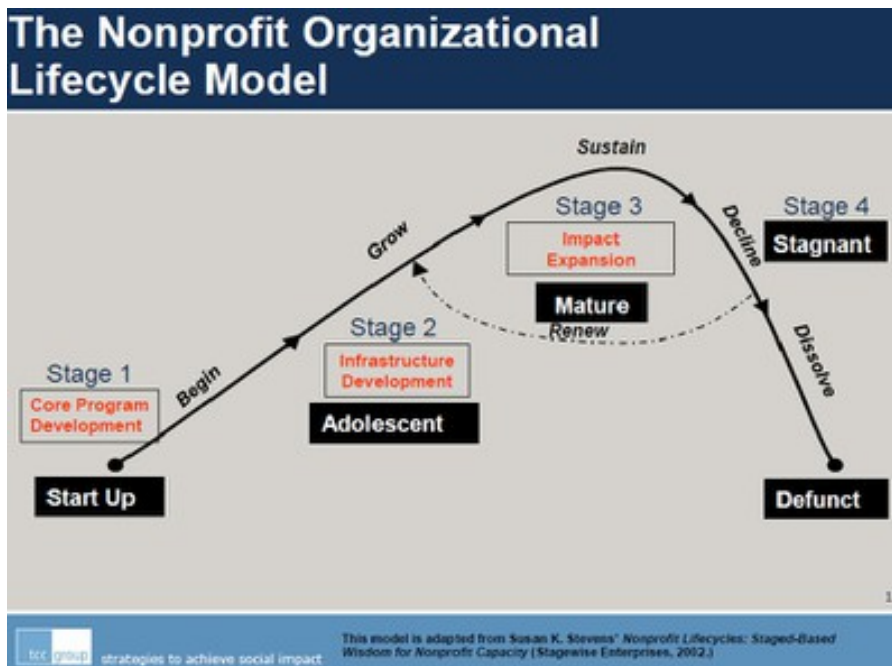 The Nonprofit Organizational
Lifecycle Model
Sustain
Stage 3
Impact
Expansion
Mature
Decline
Stage 4
Stagnant
Grow
Renew
Stage 2
Infrastructure
Development
Adolescent
Dissolve
Stage 1
Core Program
Development
Begin
Start Up
Defunct
1
tcc group
strategies to achieve social impact
This model is adapted from Susan K. Stevens' Nonprofit Lifecycles: Staged-Based
Wisdom for Nonprofit Capacity (Stagewise Enterprises, 2002.)